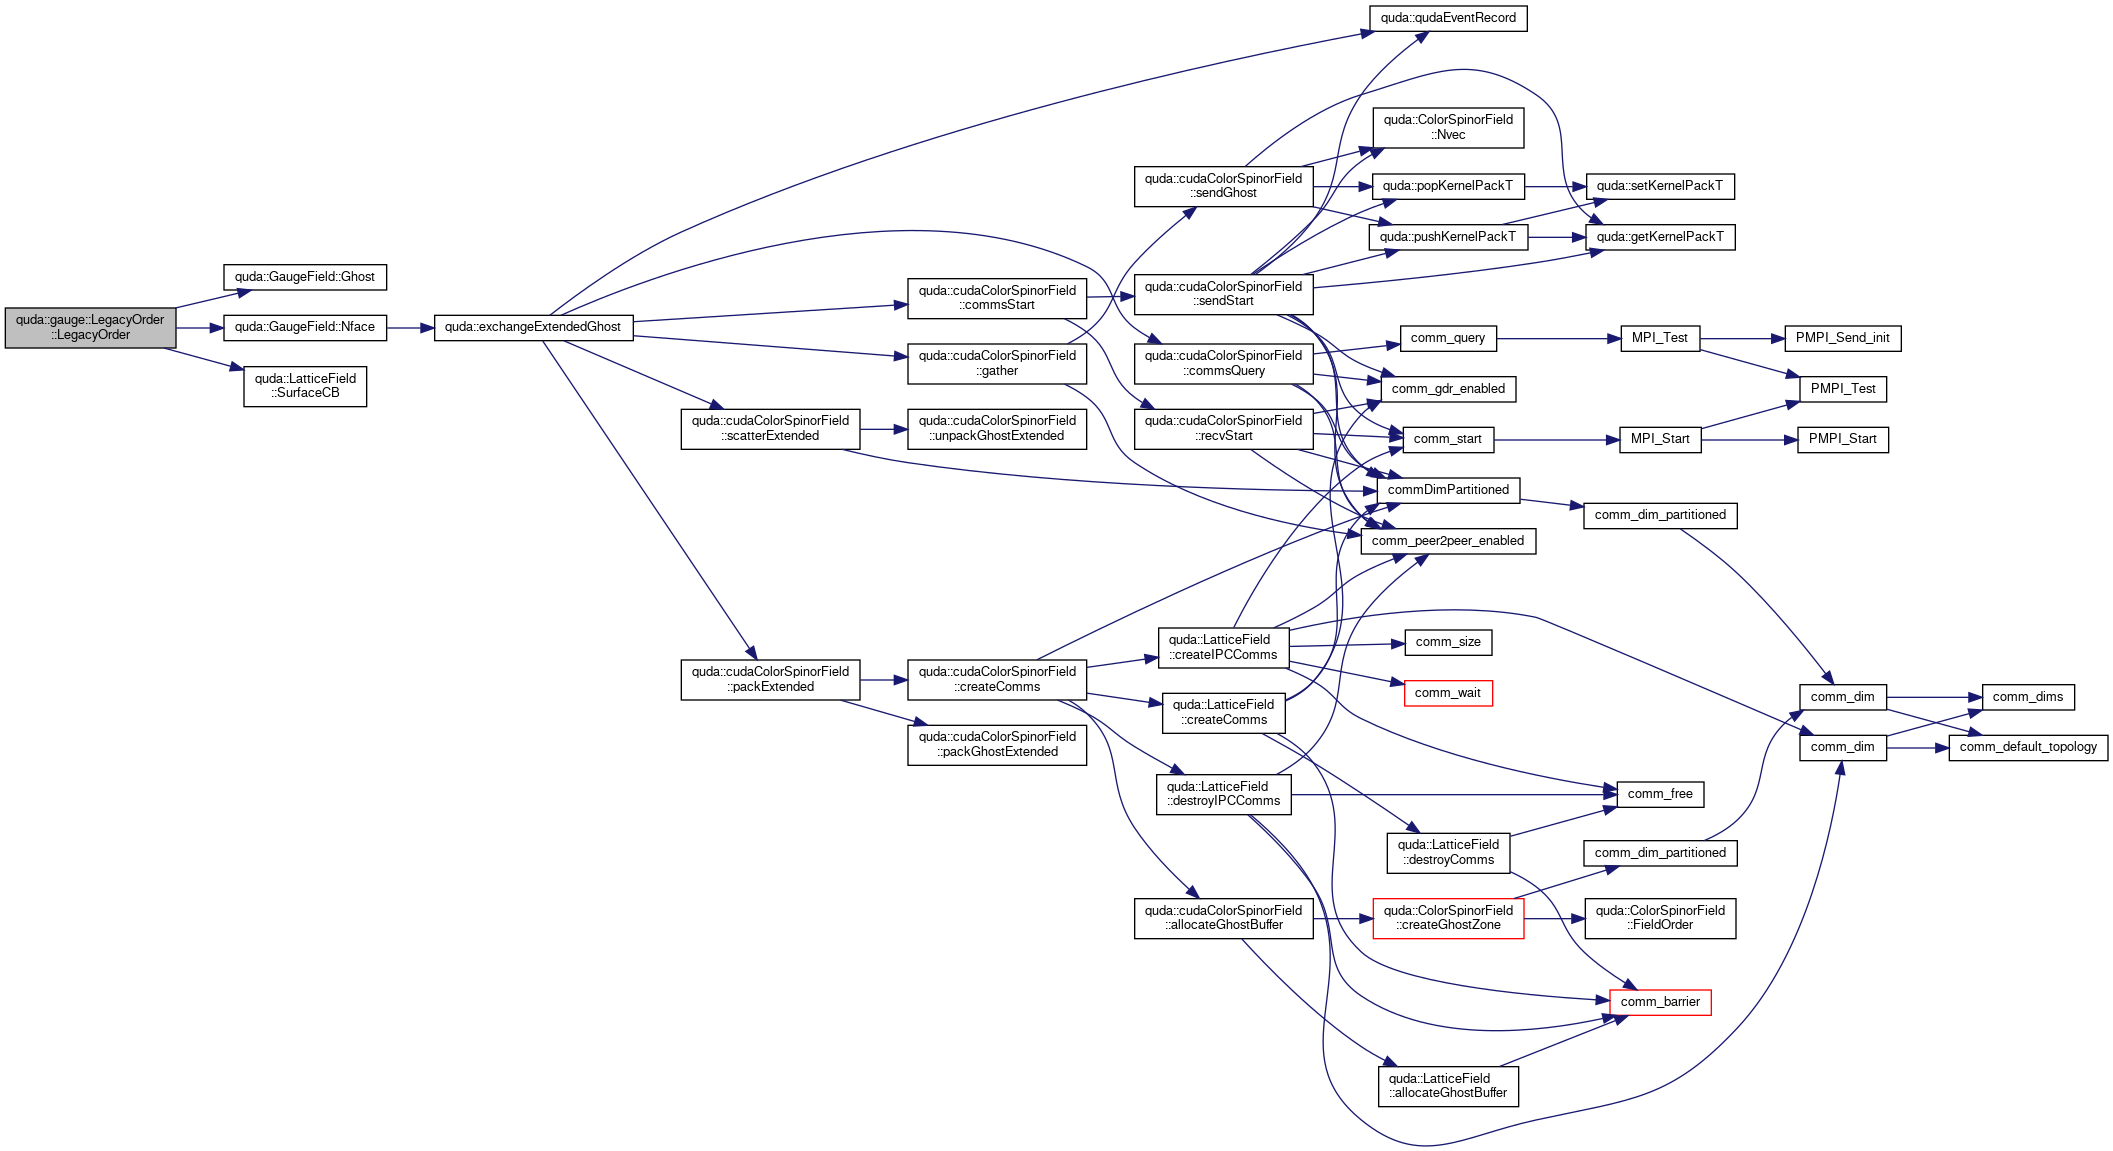 quda::gauge::LegacyOrder
::LegacyOrder
quda::GaugeField::Ghost
quda::GaugeField::Nface
quda::LatticeField
::SurfaceCB
quda::exchangeExtendedGhost
quda::cudaColorSpinorField
::scatterExtended
quda::cudaColorSpinorField
::packExtended
quda::cudaColorSpinorField
::commsStart
quda::cudaColorSpinorField
::gather
quda::cudaColorSpinorField
::unpackGhostExtended
quda::cudaColorSpinorField
::createComms
quda::cudaColorSpinorField
::packGhostExtended
quda::cudaColorSpinorField
::sendGhost
quda::cudaColorSpinorField
::sendStart
quda::cudaColorSpinorField
::commsQuery
quda::cudaColorSpinorField
::recvStart
quda::LatticeField
::createIPCComms
quda::LatticeField
::createComms
quda::LatticeField
::destroyIPCComms
quda::cudaColorSpinorField
::allocateGhostBuffer
quda::qudaEventRecord
quda::ColorSpinorField
::Nvec
quda::popKernelPackT
quda::pushKernelPackT
comm_query
comm_gdr_enabled
comm_start
commDimPartitioned
comm_peer2peer_enabled
comm_size
comm_wait
quda::LatticeField
::destroyComms
quda::ColorSpinorField
::createGhostZone
quda::LatticeField
::allocateGhostBuffer
quda::setKernelPackT
quda::getKernelPackT
MPI_Test
MPI_Start
comm_dim_partitioned
comm_free
comm_dim_partitioned
quda::ColorSpinorField
::FieldOrder
comm_barrier
PMPI_Send_init
PMPI_Test
PMPI_Start
comm_dim
comm_dim
comm_dims
comm_default_topology